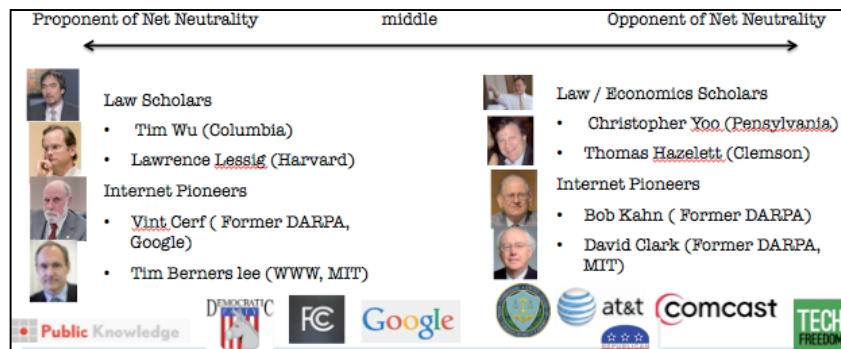 Proponent of Net Neutrality middle Opponent of Net Neutrality
Law Scholars
• Tim Wu (Columbia)
• Lawrence Lessig (Harvard)
Internet Pioneers
• Vint Cerf ( Former DARPA,
Google)
• Tim Berners lee (WWW, MIT)
Law / Economics Scholars
• Christopher Yoo (Pensylvania)
• Thomas Hazelett (Clemson)
Internet Pioneers
• Bob Kahn ( Former DARPA)
• David Clark (Former DARPA,
MIT)
Public Knowledge
DEMOCRATIC
PARTY
FC
Google
at&t
comcast
REPUBLICAN
TECH
FREEDOM